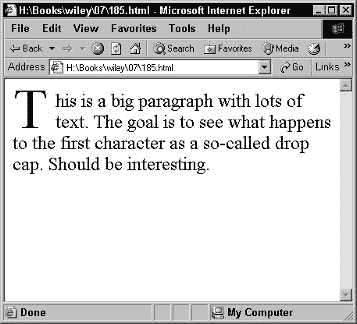 H:\Books\wiley\07\185.html - Microsoft Internet Explorer
File Edit View Favorites Tools Help
Back Search Favorites Media
Address H:\Books\wiley\07\185.html Go Links »
This is a big paragraph with lots of
text. The goal is to see what happens
to the first character as a so-called drop
cap. Should be interesting.
Done My Computer